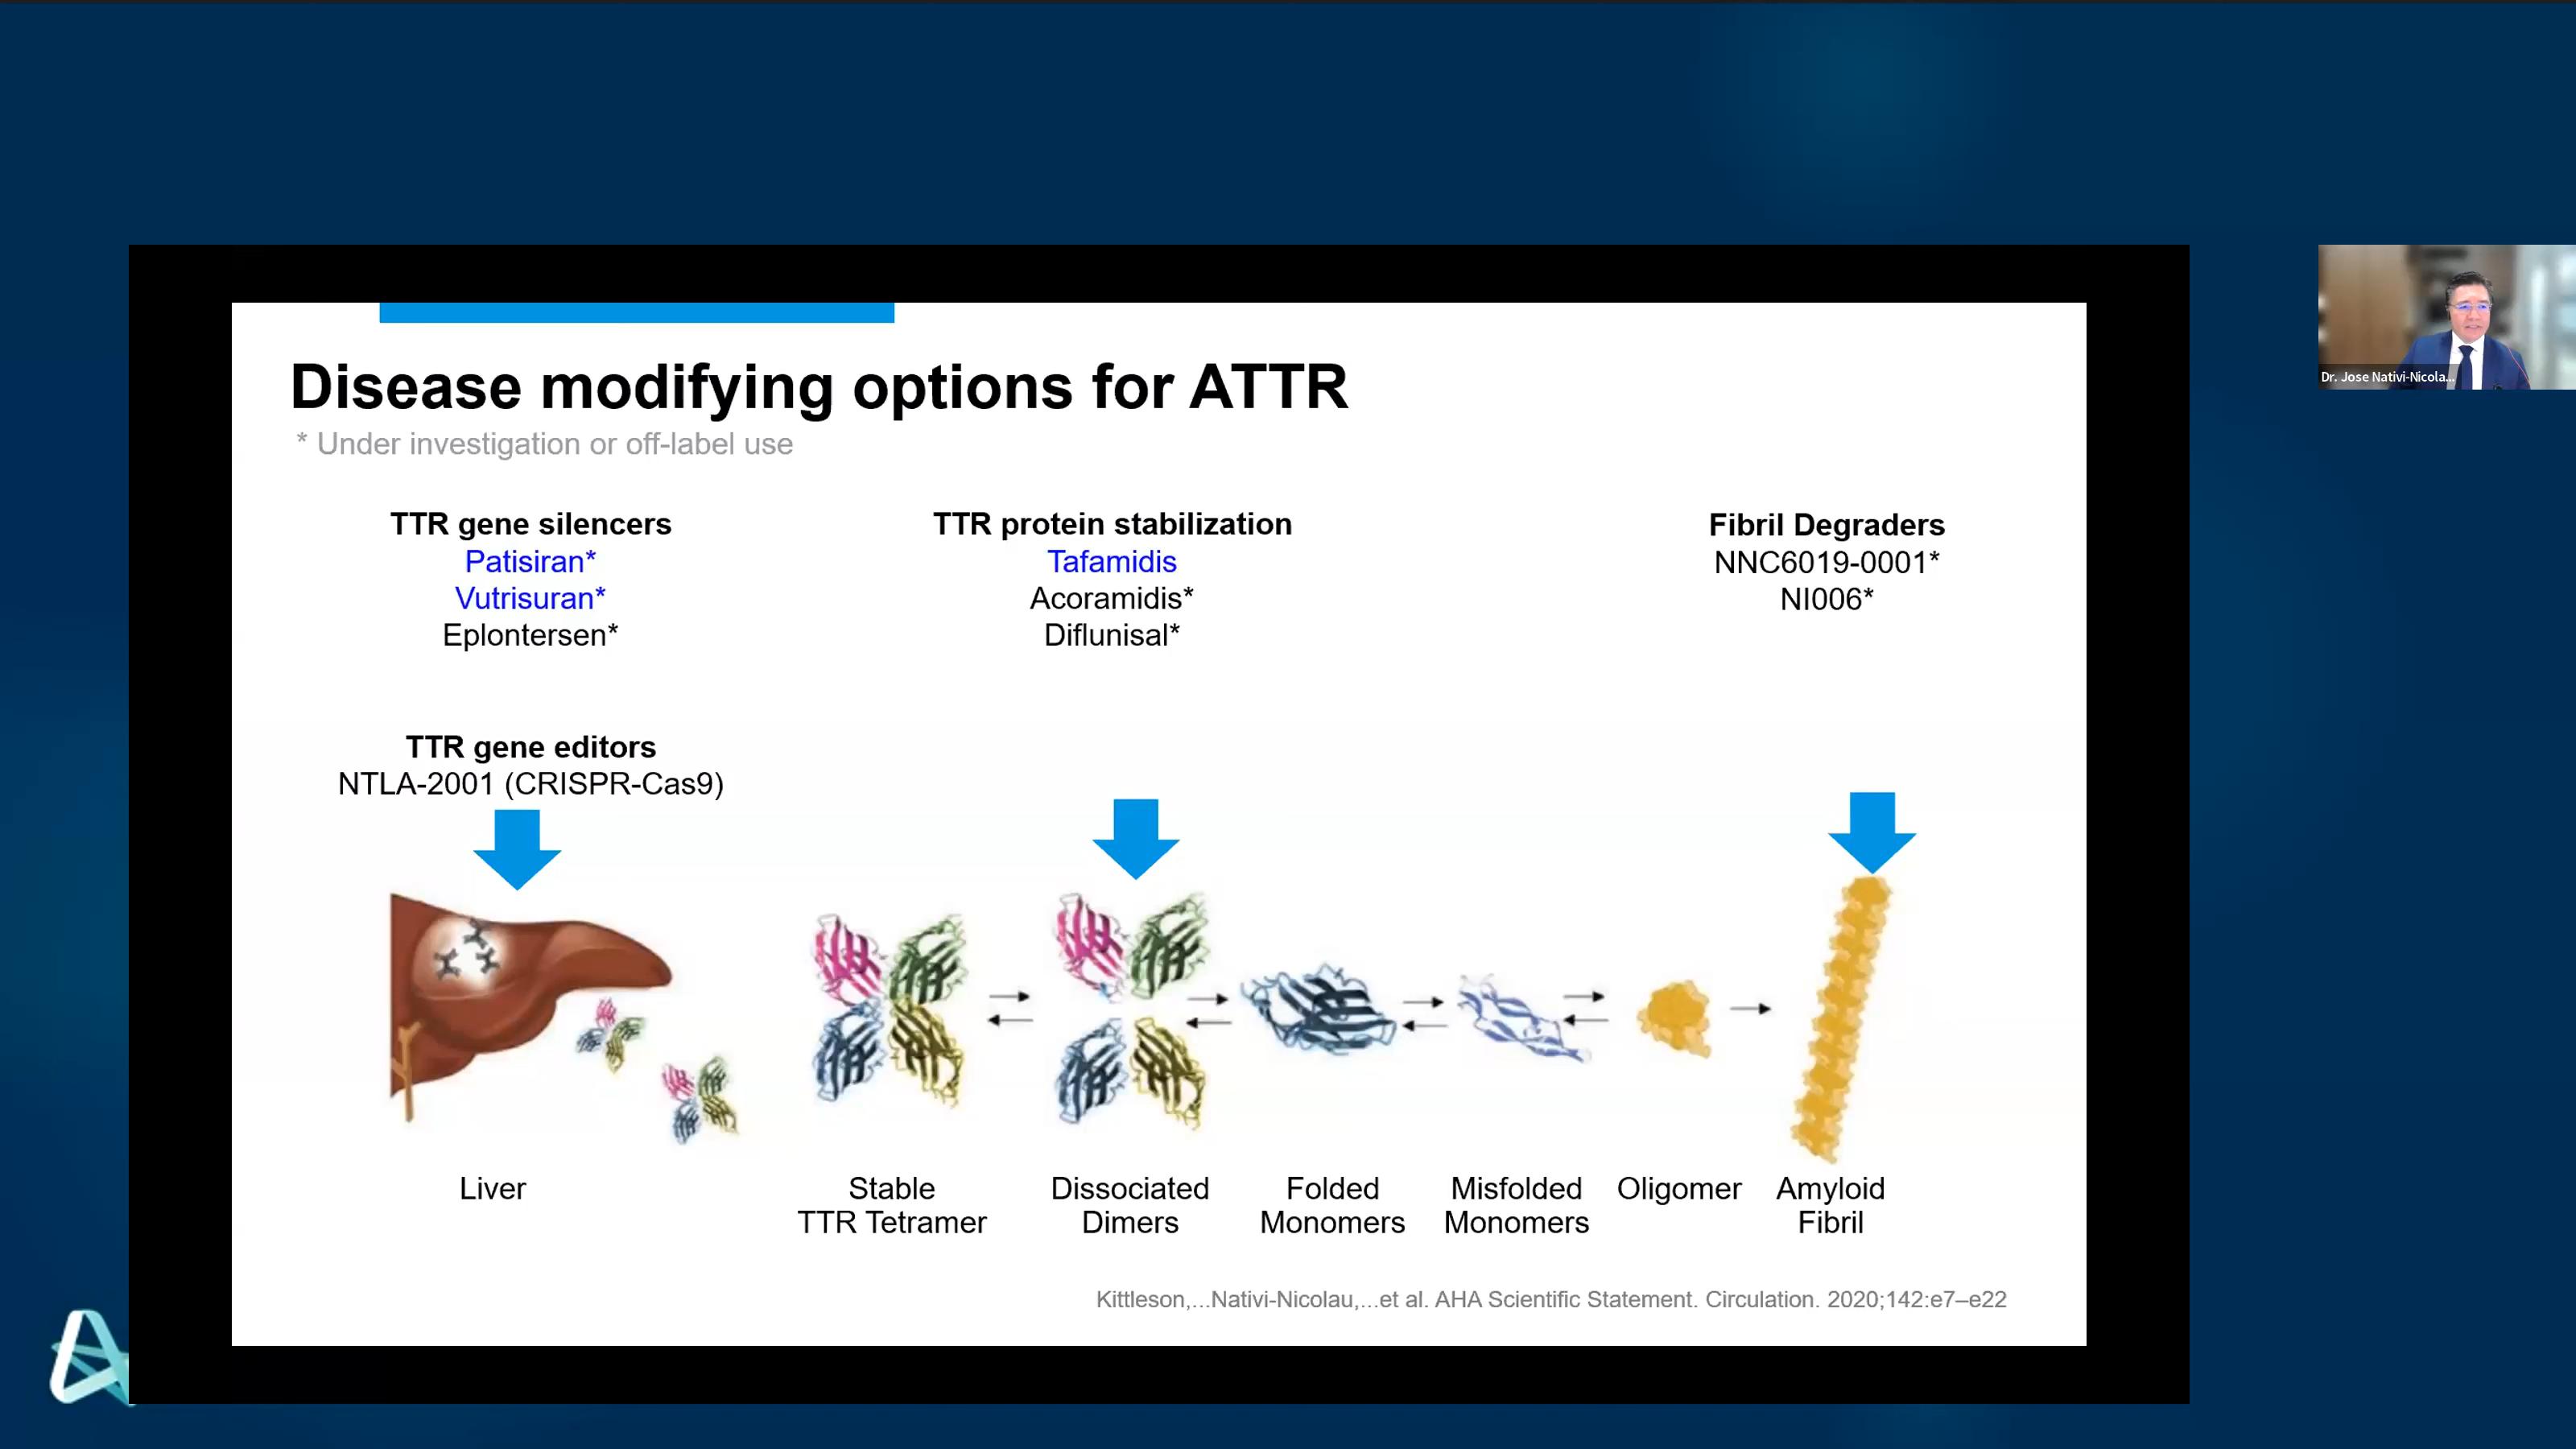 Disease modifying options for ATTR
* Under investigation or off-label use
TTR gene silencers
Patisiran*
Vutrisuran*
Eplontersen*
TTR protein stabilization
Tafamidis
Acoramidis*
Diflunisal*
Fibril Degraders
NNC6019-0001*
NI006*
TTR gene editors
NTLA-2001 (CRISPR-Cas9)
Liver
Stable
TTR Tetramer
Dissociated
Dimers
Folded
Monomers
Misfolded
Monomers
Oligomer
Amyloid
Fibril
Kittleson,...Nativi-Nicolau,...et al. AHA Scientific Statement. Circulation. 2020;142:e7–e22
Dr. Jose Nativi-Nicola...